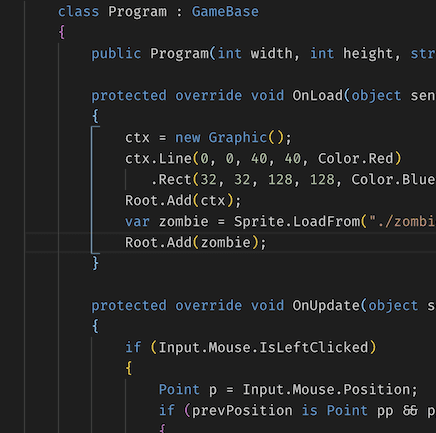 class Program : GameBase
{
public Program(int width, int height, str
protected override void OnLoad(object sen
{
ctx = new Graphic();
ctx.Line(0, 0, 40, 40, Color.Red)
.Rect(32, 32, 128, 128, Color.Blue
Root.Add(ctx);
var zombie = Sprite.LoadFrom("./zombi
Root.Add(zombie);
}
protected override void OnUpdate(object s
{
if (Input.Mouse.IsLeftClicked)
{
Point p = Input.Mouse.Position;
if (prevPosition is Point pp && p
{